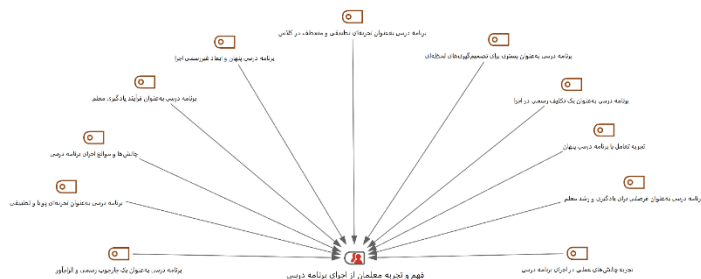 برنامه درسی به‌عنوان تجربه‌ای تطبیقی و منعطف در کلاس
برنامه درسی به‌عنوان بستری برای تصمیم‌گیری‌های لحظه‌ای
برنامه درسی پنهان و ابعاد غیررسمی اجرا
برنامه درسی به‌عنوان فرآیند یادگیری معلم
برنامه درسی به‌عنوان یک تکلیف رسمی در اجرا
تجربه تعامل با برنامه درسی پنهان
چالش‌ها و موانع اجرای برنامه درسی
رنامه درسی به‌عنوان فرصتی برای یادگیری و رشد معلم
برنامه درسی به‌عنوان تجربه‌ای پویا و تطبیقی
تجربه چالش‌های عملی در اجرای برنامه درسی
برنامه درسی به‌عنوان یک چارچوب رسمی و الزام‌آور
فهم و تجربه معلمان از اجرای برنامه درسی